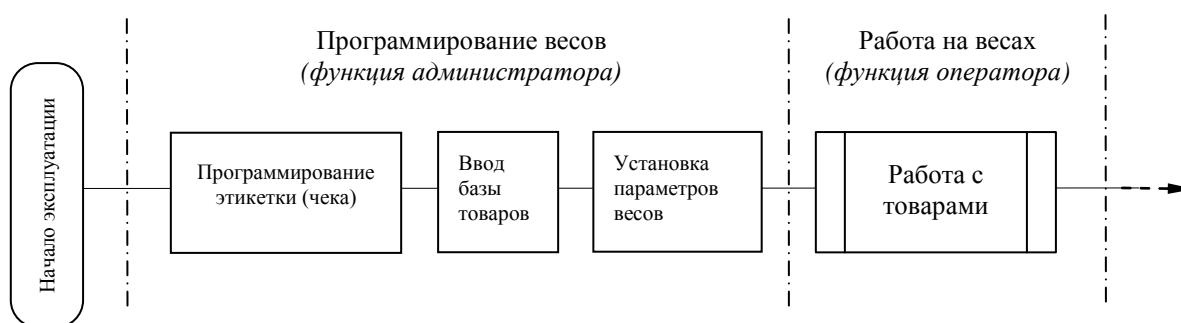 Начало эксплуатации
Программирование весов
(функция администратора)
Программирование
этикетки (чека)
Ввод
базы
товаров
Установка
параметров
весов
Работа на весах
(функция оператора)
Работа с
товарами